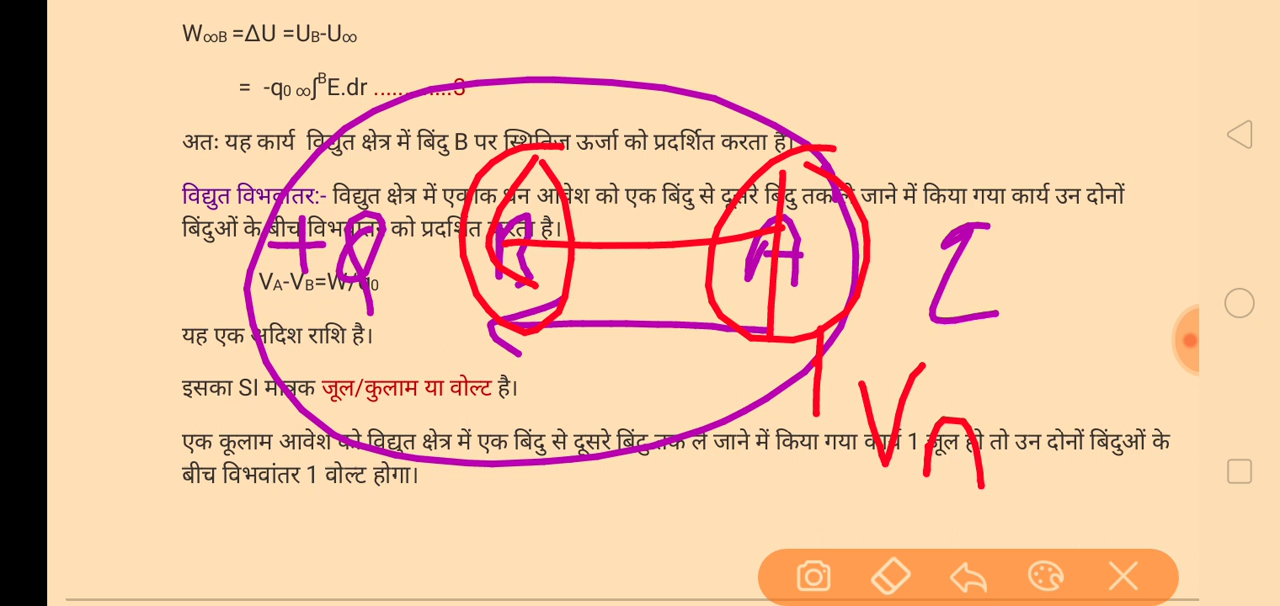 W∞B =ΔU =UB-U∞
= -q0 ∞∫ᴮE.dr .............3
अतः यह कार्य विद्युत क्षेत्र में बिंदु B पर स्थितिज ऊर्जा को प्रदर्शित करता है।
विद्युत विभवांतर:- विद्युत क्षेत्र में एकांक धन आवेश को एक बिंदु से दूसरे बिंदु तक ले जाने में किया गया कार्य उन दोनों
बिंदुओं के बीच विभवांतर को प्रदर्शित करता है।
+Q
B
A
VA-VB=W/q0
यह एक अदिश राशि है।
इसका SI मात्रक जूल/कुलाम या वोल्ट है।
एक कूलाम आवेश को विद्युत क्षेत्र में एक बिंदु से दूसरे बिंदु तक ले जाने में किया गया कार्य 1 जूल हो तो उन दोनों बिंदुओं के
बीच विभवांतर 1 वोल्ट होगा।